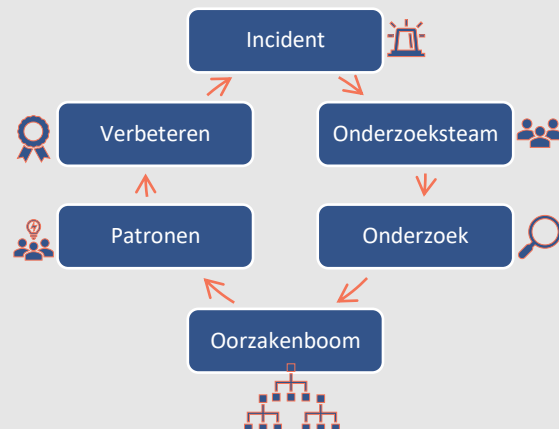 Incident
Verbeteren
Onderzoeksteam
Patronen
Onderzoek
Oorzakenboom